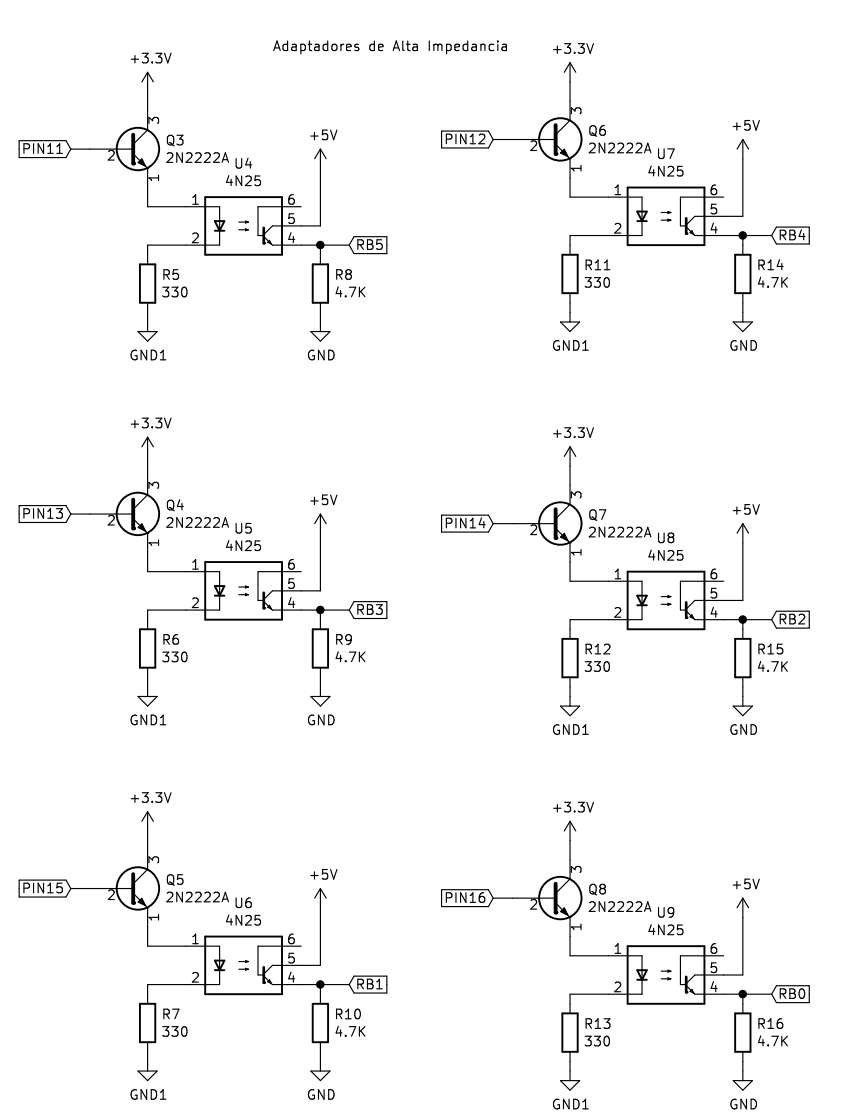 Adaptadores de Alta Impedancia
+3.3V
PIN11
2
3
1
Q3
2N2222A
U4
4N25
+5V
1
2
6
5
4
RB5
R5
330
R8
4.7K
GND1
GND
+3.3V
PIN12
2
3
1
Q6
2N2222A
U7
4N25
+5V
1
2
6
5
4
RB4
R11
330
R14
4.7K
GND1
GND
+3.3V
PIN13
2
3
1
Q4
2N2222A
U5
4N25
+5V
1
2
6
5
4
RB3
R6
330
R9
4.7K
GND1
GND
+3.3V
PIN14
2
3
1
Q7
2N2222A
U8
4N25
+5V
1
2
6
5
4
RB2
R12
330
R15
4.7K
GND1
GND
+3.3V
PIN15
2
3
1
Q5
2N2222A
U6
4N25
+5V
1
2
6
5
4
RB1
R7
330
R10
4.7K
GND1
GND
+3.3V
PIN16
2
3
1
Q8
2N2222A
U9
4N25
+5V
1
2
6
5
4
RB0
R13
330
R16
4.7K
GND1
GND